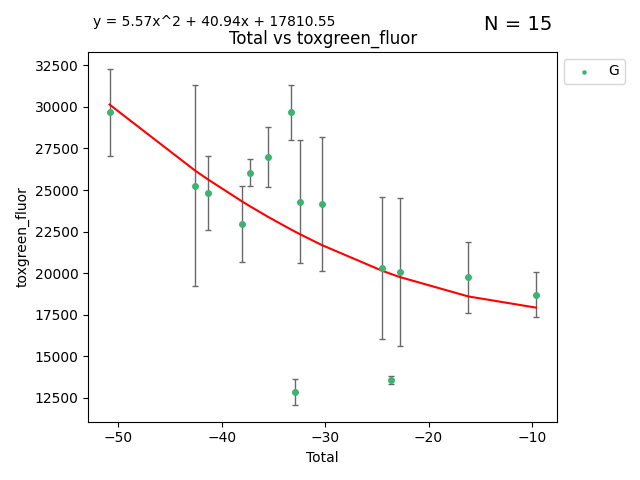 y = 5.57x^2 + 40.94x + 17810.55
N = 15
Total vs toxgreen_fluor
G
32500
30000
27500
25000
22500
20000
17500
15000
12500
toxgreen_fluor
−50
−40
−30
−20
−10
Total